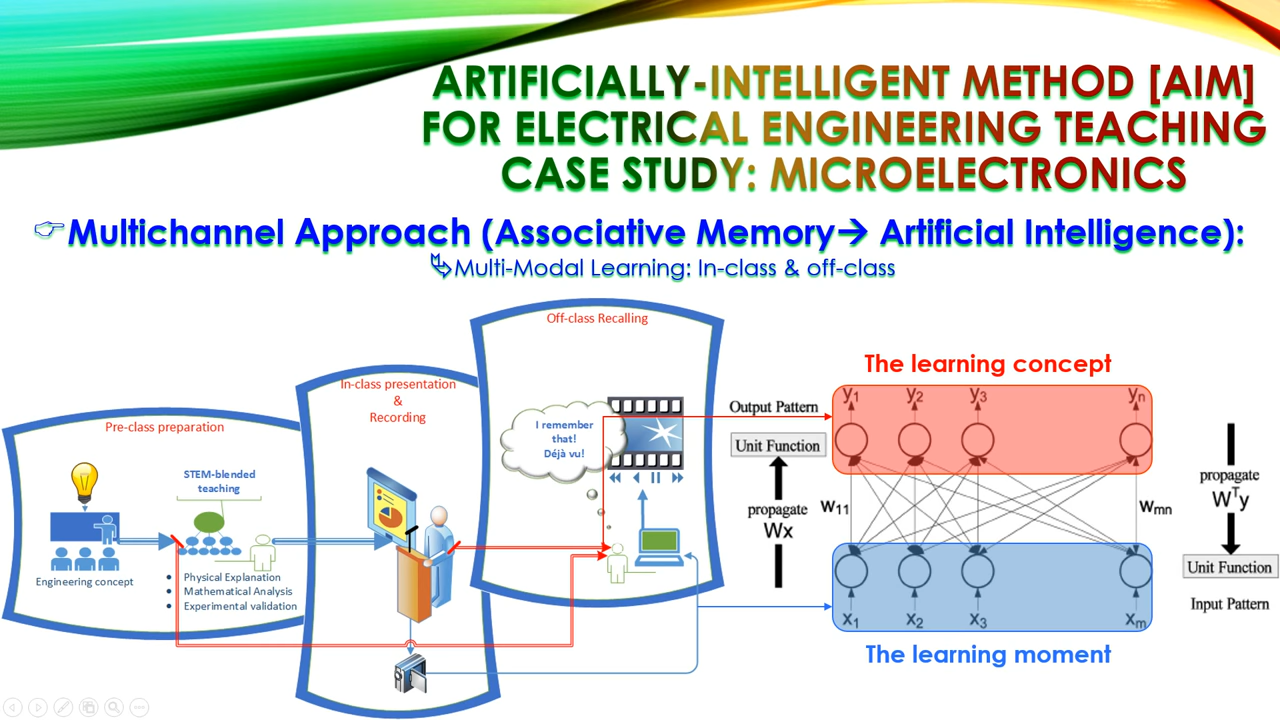 ARTIFICIALLY-INTELLIGENT METHOD [AIM]
FOR ELECTRICAL ENGINEERING TEACHING
CASE STUDY: MICROELECTRONICS
☞Multichannel Approach (Associative Memory→ Artificial Intelligence):
⮱Multi-Modal Learning: In-class & off-class
Pre-class preparation
STEM-blended
teaching
Engineering concept
• Physical Explanation
• Mathematical Analysis
• Experimental validation
In-class presentation
&
Recording
Off-class Recalling
I remember
that!
Déjà vu!
The learning concept
Output Pattern
Unit Function
propagate
Wx
y1 y2 y3 yn
w11 wmn
x1 x2 x3 xm
The learning moment
propagate
Wᵀy
Unit Function
Input Pattern